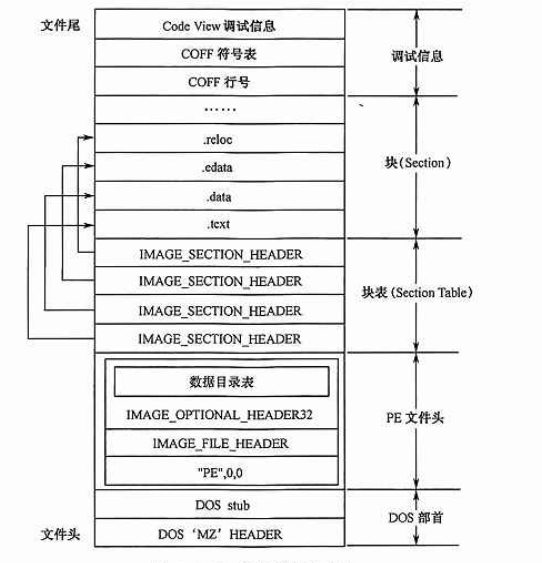 文件尾
Code View 调试信息
COFF 符号表
COFF 行号
调试信息
……
.reloc
.edata
.data
.text
块(Section)
IMAGE_SECTION_HEADER
IMAGE_SECTION_HEADER
IMAGE_SECTION_HEADER
IMAGE_SECTION_HEADER
块表(Section Table)
数据目录表
IMAGE_OPTIONAL_HEADER32
IMAGE_FILE_HEADER
"PE",0,0
PE 文件头
DOS stub
DOS 部首
文件头
DOS ‘MZ’ HEADER